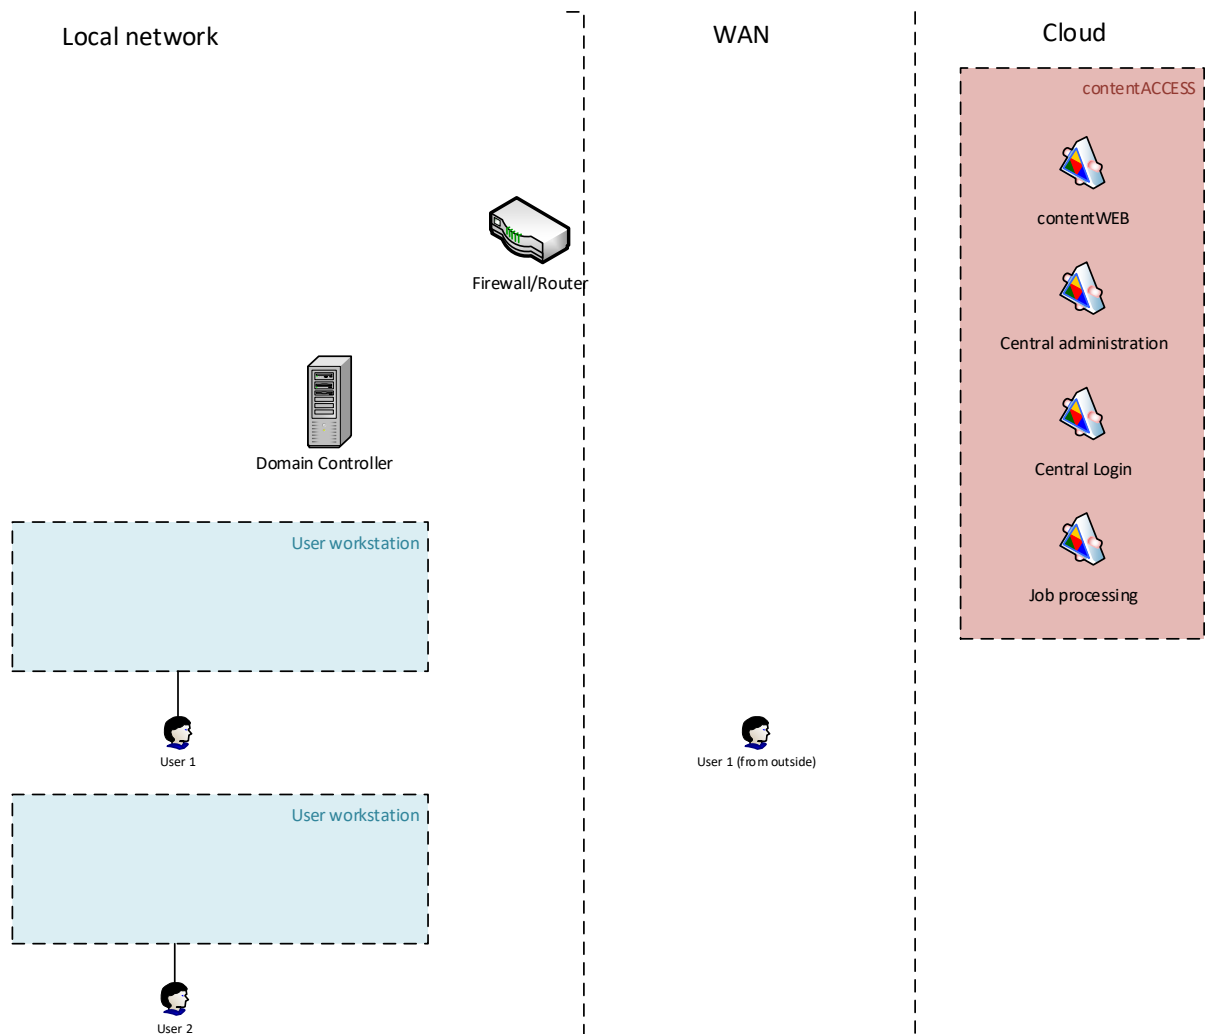 Local network
WAN
Cloud
contentACCESS
contentWEB
Firewall/Router
Central administration
Domain Controller
Central Login
User workstation
Job processing
User 1
User 1 (from outside)
User workstation
User 2